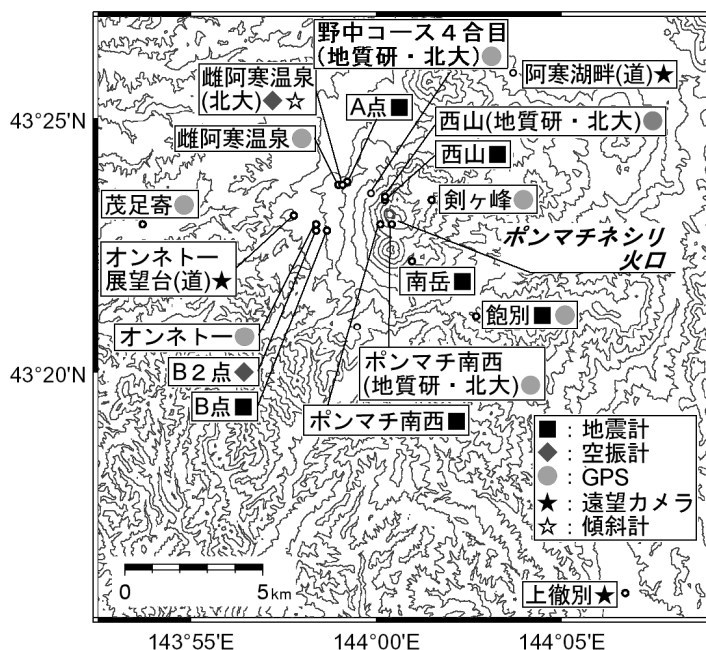 野中コース４合目
(地質研・北大)
雌阿寒温泉
(北大)
阿寒湖畔(道)
A点
43°25'N
西山(地質研・北大)
雌阿寒温泉
西山
茂足寄
剣ヶ峰
ポンマチネシリ
火口
オンネトー
展望台(道)
南岳
飽別
オンネトー
43°20'N
B２点
ポンマチ南西
(地質研・北大)
B点
ポンマチ南西
：地震計
：空振計
：GPS
：遠望カメラ
：傾斜計
0 5
km
上徹別
143°55'E 144°00'E 144°05'E